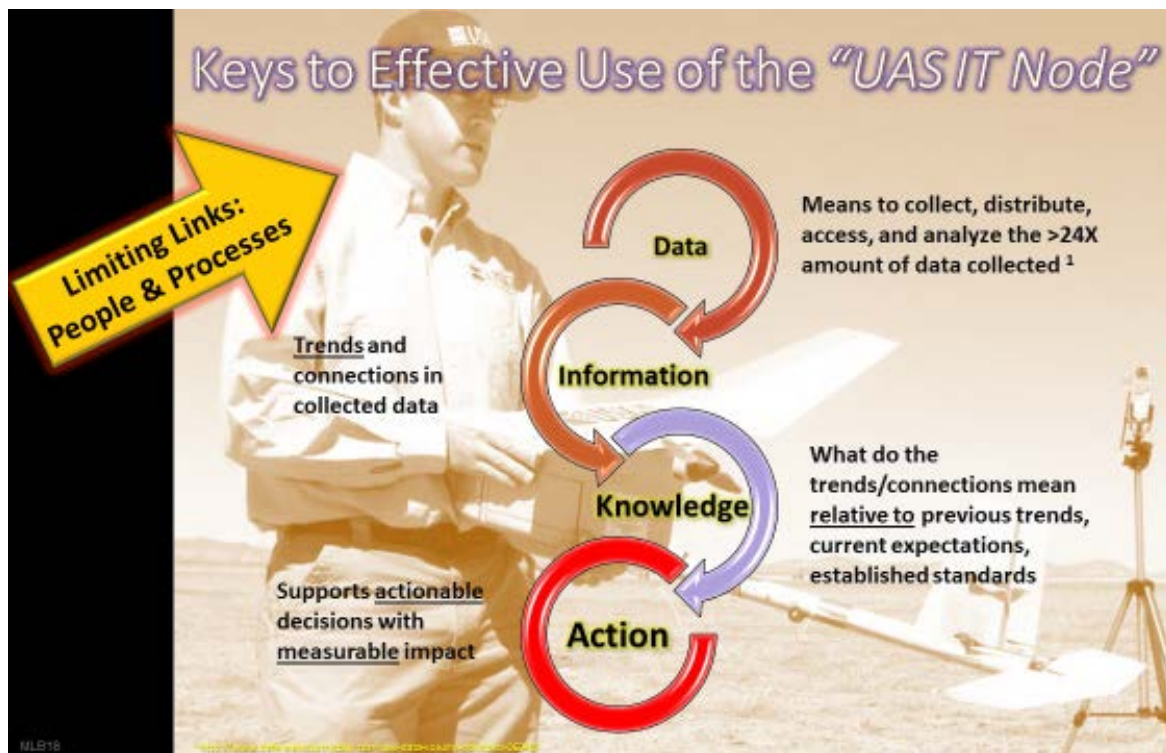 Keys to Effective Use of the "UAS IT Node"
Limiting Links:
People & Processes
Data
Means to collect, distribute,
access, and analyze the >24X
amount of data collected 1
Information
Trends and
connections in
collected data
Knowledge
What do the
trends/connections mean
relative to previous trends,
current expectations,
established standards
Action
Supports actionable
decisions with
measurable impact
MLB18